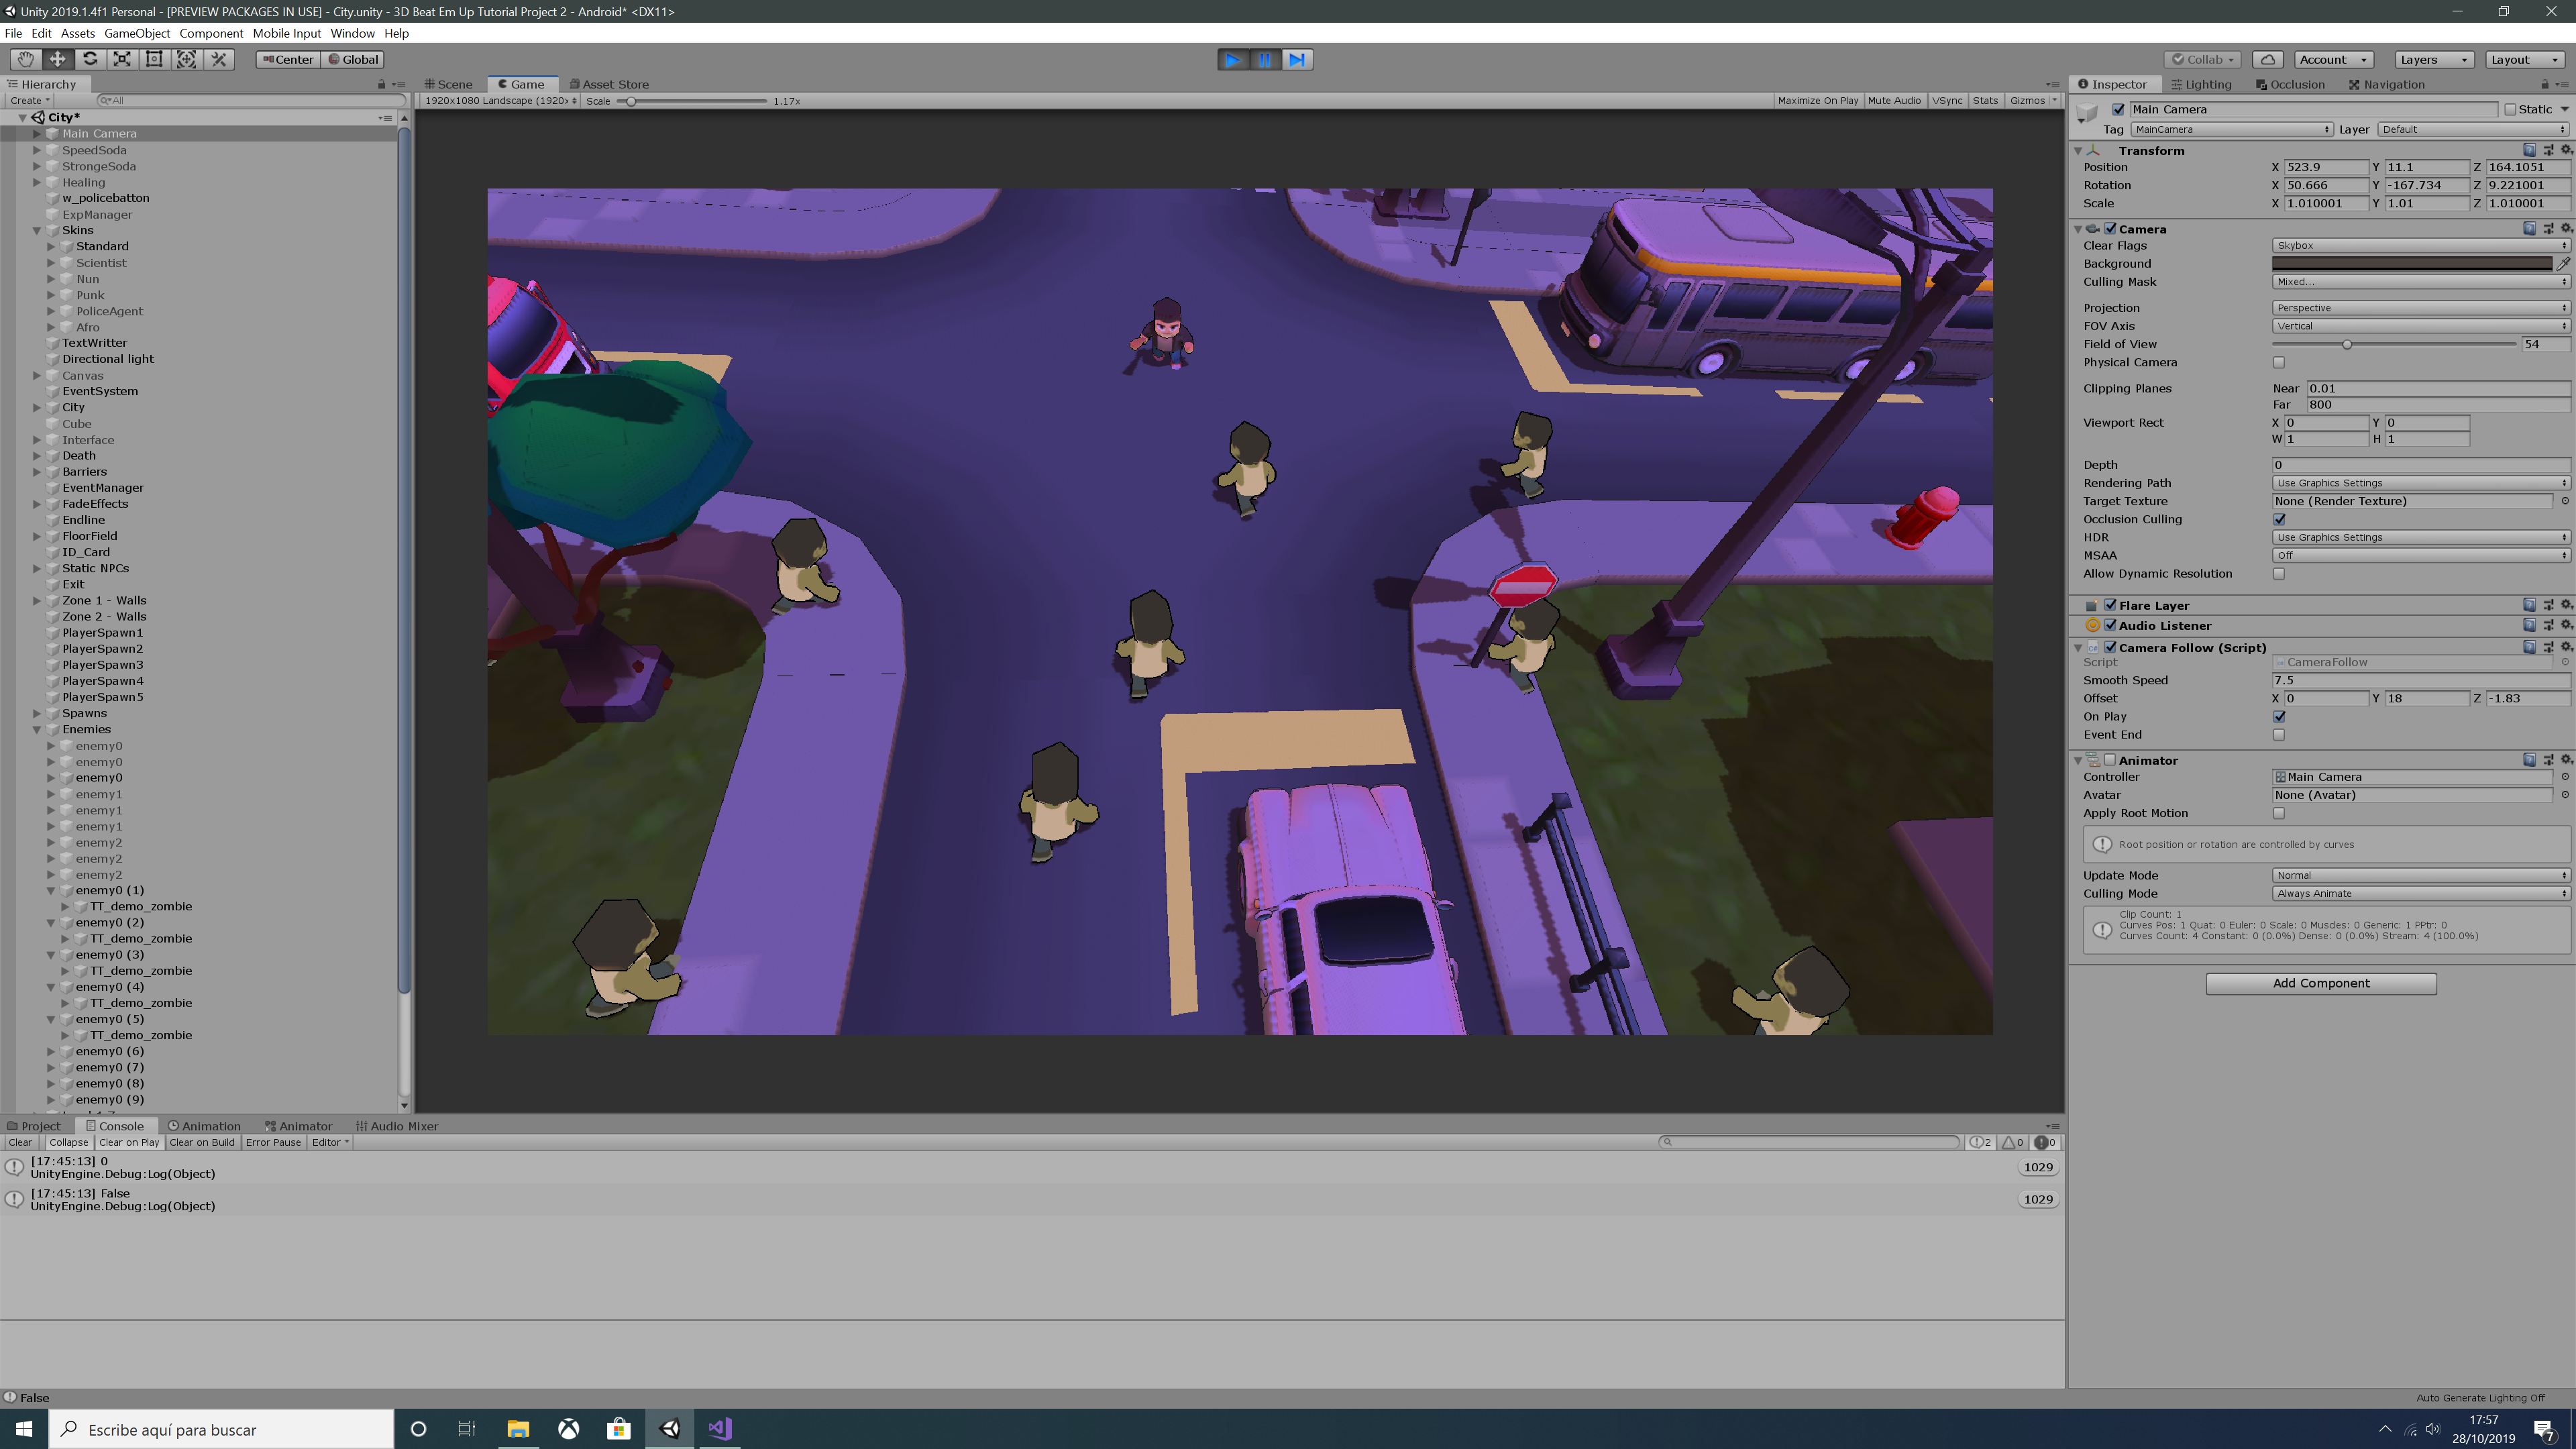 Unity 2019.1.4f1 Personal - [PREVIEW PACKAGES IN USE] - City.unity - 3D Beat Em Up Tutorial Project 2 - Android* <DX11>
File Edit Assets GameObject Component Mobile Input Window Help
Center Global Collab Account Layers Layout
Hierarchy
Create All
City*
Main Camera
SpeedSoda
StrongeSoda
Healing
w_policebatton
ExpManager
Skins
Standard
Scientist
Nun
Punk
PoliceAgent
Afro
TextWritter
Directional light
Canvas
EventSystem
City
Cube
Interface
Death
Barriers
EventManager
FadeEffects
Endline
FloorField
ID_Card
Static NPCs
Exit
Zone 1 - Walls
Zone 2 - Walls
PlayerSpawn1
PlayerSpawn2
PlayerSpawn3
PlayerSpawn4
PlayerSpawn5
Spawns
Enemies
enemy0
enemy0
enemy0
enemy1
enemy1
enemy1
enemy2
enemy2
enemy2
enemy0 (1)
TT_demo_zombie
enemy0 (2)
TT_demo_zombie
enemy0 (3)
TT_demo_zombie
enemy0 (4)
TT_demo_zombie
enemy0 (5)
TT_demo_zombie
enemy0 (6)
enemy0 (7)
enemy0 (8)
enemy0 (9)
Scene Game Asset Store
1920x1080 Landscape (1920x Scale 1.17x Maximize On Play Mute Audio VSync Stats Gizmos
Inspector Lighting Occlusion Navigation
Main Camera Static
Tag MainCamera Layer Default
Transform
Position X 523.9 Y 11.1 Z 164.1051
Rotation X 50.666 Y -167.734 Z 9.221001
Scale X 1.010001 Y 1.01 Z 1.010001
Camera
Clear Flags Skybox
Background
Culling Mask Mixed...
Projection Perspective
FOV Axis Vertical
Field of View 54
Physical Camera
Clipping Planes Near 0.01
Far 800
Viewport Rect X 0 Y 0
W 1 H 1
Depth 0
Rendering Path Use Graphics Settings
Target Texture None (Render Texture)
Occlusion Culling
HDR Use Graphics Settings
MSAA Off
Allow Dynamic Resolution
Flare Layer
Audio Listener
Camera Follow (Script)
Script CameraFollow
Smooth Speed 7.5
Offset X 0 Y 18 Z -1.83
On Play
Event End
Animator
Controller Main Camera
Avatar None (Avatar)
Apply Root Motion
Root position or rotation are controlled by curves
Update Mode Normal
Culling Mode Always Animate
Clip Count: 1
Curves Pos: 1 Quat: 0 Euler: 0 Scale: 0 Muscles: 0 Generic: 1 PPtr: 0
Curves Count: 4 Constant: 0 (0.0%) Dense: 0 (0.0%) Stream: 4 (100.0%)
Add Component
Project Console Animation Animator Audio Mixer
Clear Collapse Clear on Play Clear on Build Error Pause Editor 2 0 0
[17:45:13] 0
UnityEngine.Debug:Log(Object)
1029
[17:45:13] False
UnityEngine.Debug:Log(Object)
1029
False
Auto Generate Lighting Off
Escribe aquí para buscar
17:57
28/10/2019
7